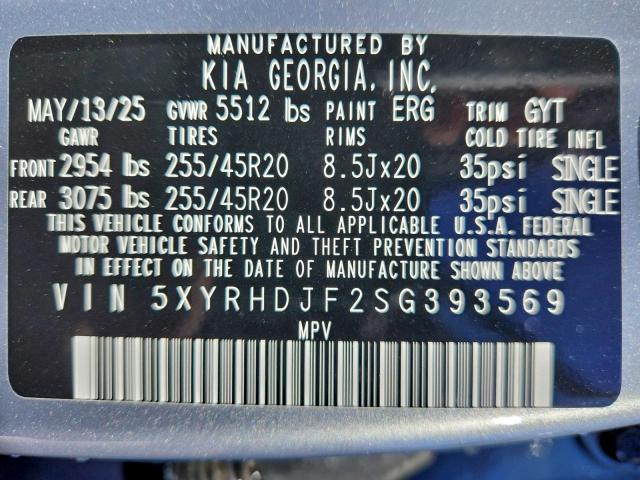 MANUFACTURED BY
KIA GEORGIA, INC.
MAY/13/25 GVWR 5512 lbs PAINT ERG TRIM GYT
GAWR TIRES RIMS COLD TIRE INFL
FRONT 2954 lbs 255/45R20 8.5Jx20 35psi SINGLE
REAR 3075 lbs 255/45R20 8.5Jx20 35psi SINGLE
THIS VEHICLE CONFORMS TO ALL APPLICABLE U.S.A. FEDERAL
MOTOR VEHICLE SAFETY AND THEFT PREVENTION STANDARDS
IN EFFECT ON THE DATE OF MANUFACTURE SHOWN ABOVE
VIN 5XYRHDJF2SG393569
MPV